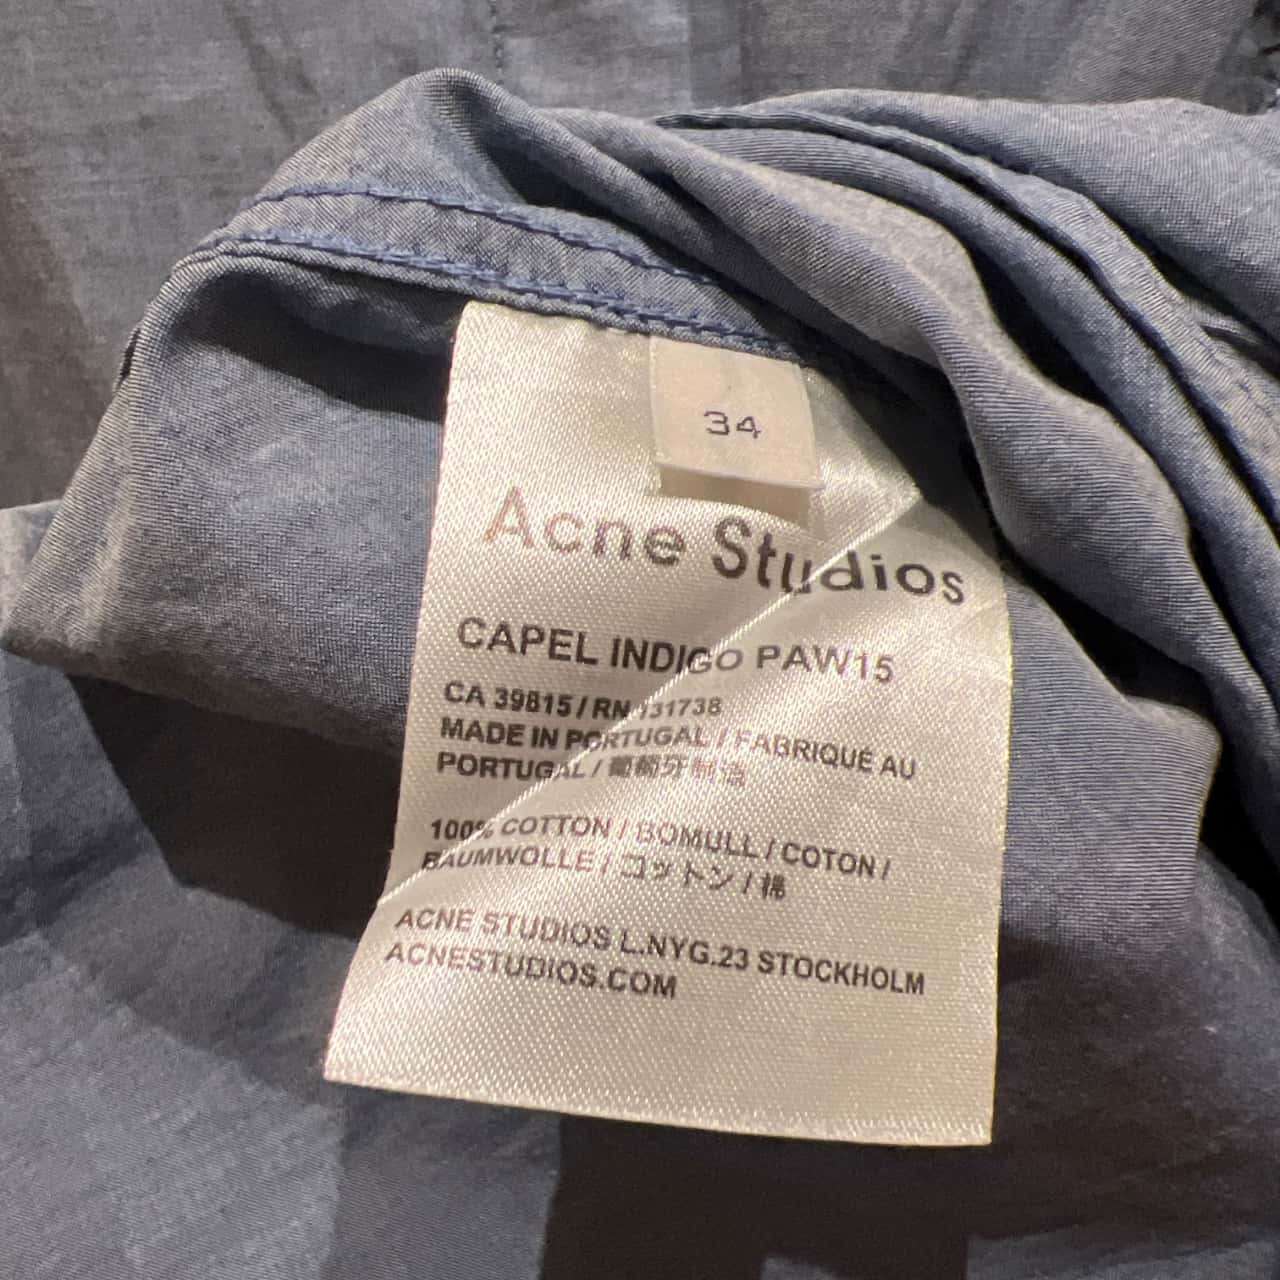 34
Acne Studios
CAPEL INDIGO PAW15
CA 39815 / RN 131738
MADE IN PORTUGAL / FABRIQUÉ AU
PORTUGAL / 葡萄牙制造
100% COTTON / BOMULL / COTON /
BAUMWOLLE / コットン / 棉
ACNE STUDIOS L.NYG.23 STOCKHOLM
ACNESTUDIOS.COM